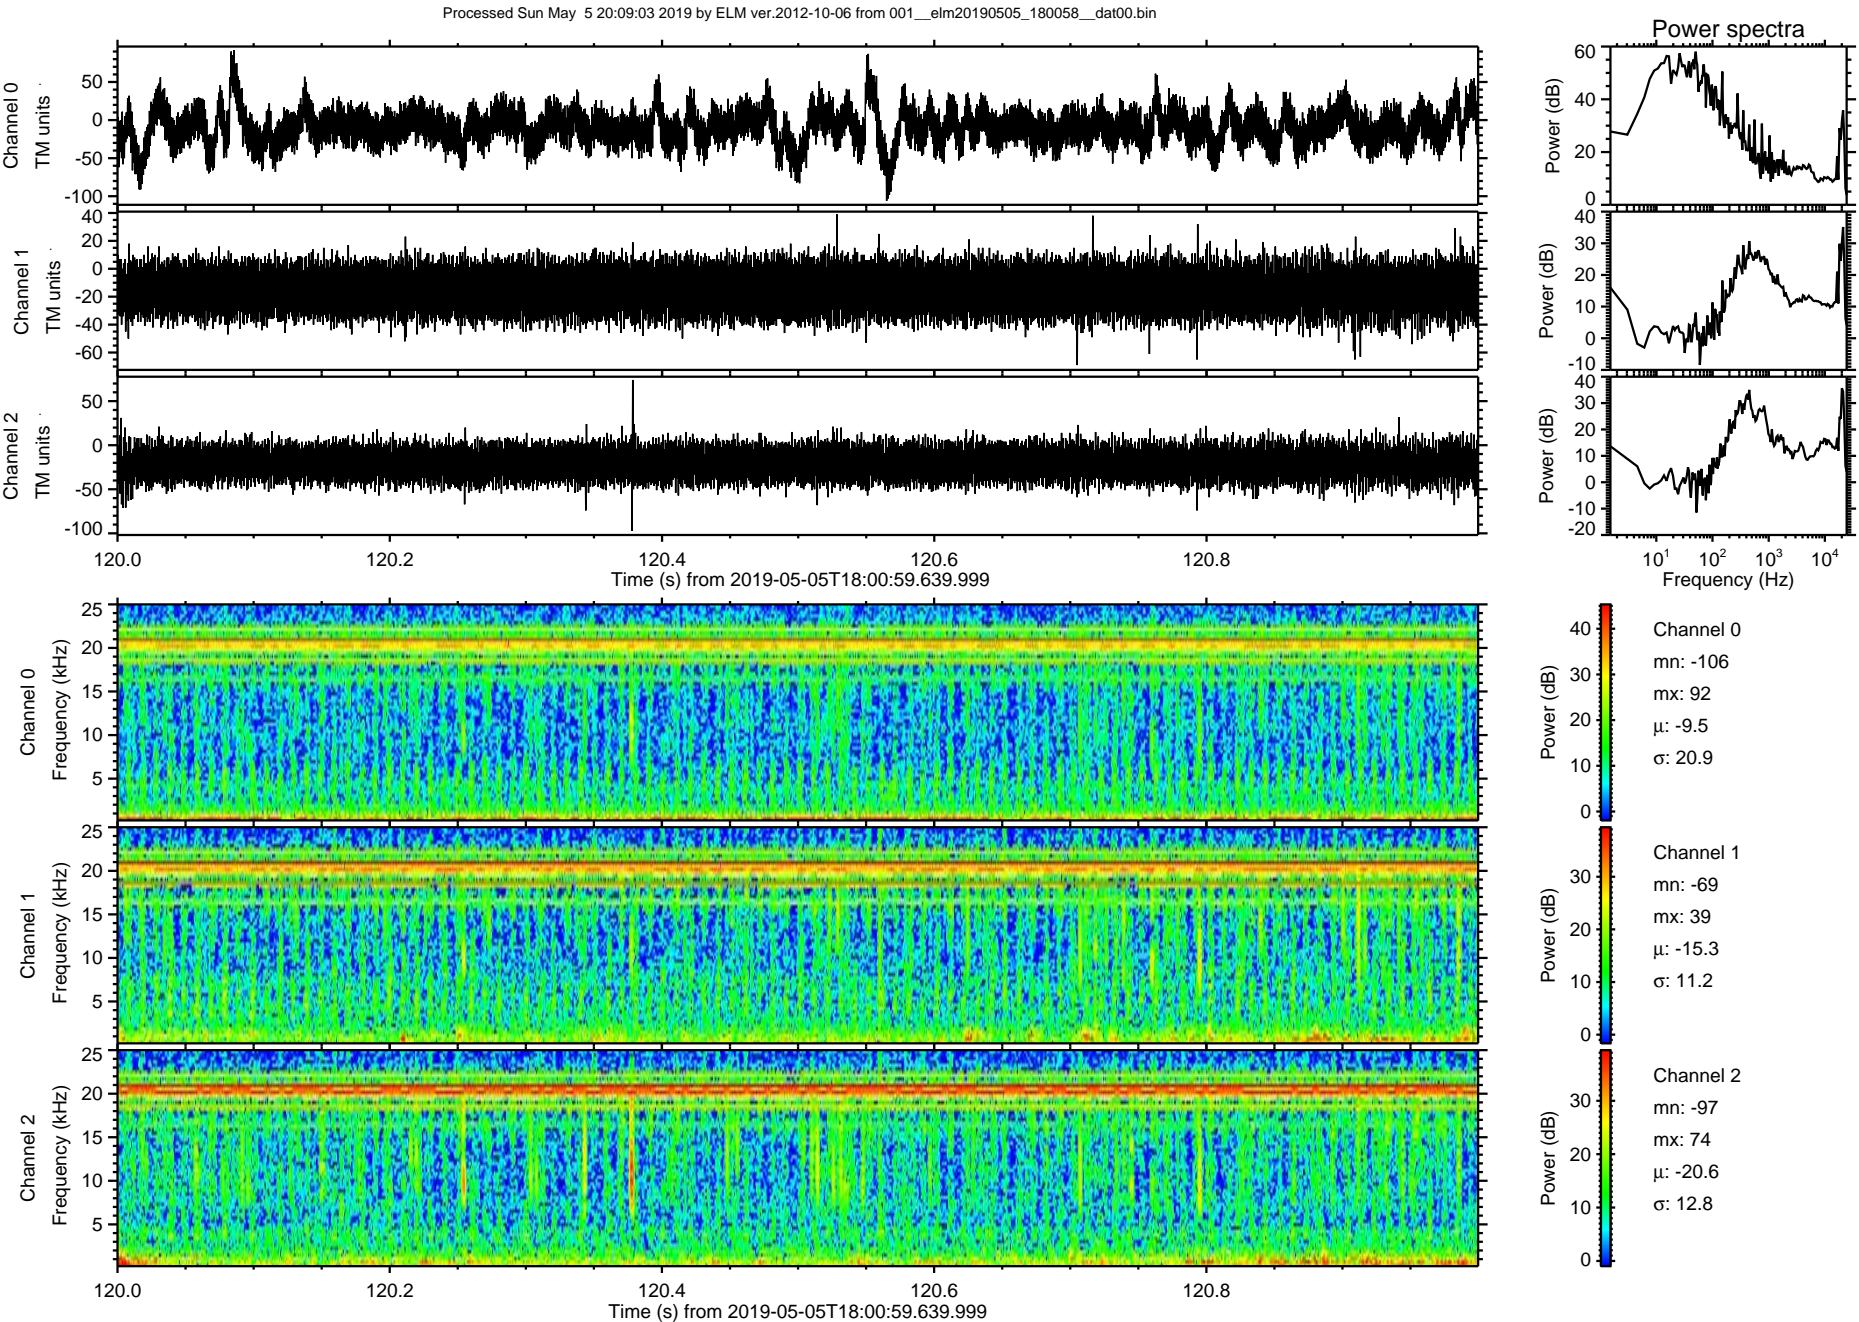 Processed Sun May  5 20:09:03 2019 by ELM ver.2012-10-06 from 001__elm20190505_180058__dat00.bin
Power spectra
Channel 0
TM units
50
0
-50
-100
Power (dB)
60
40
20
0
Channel 1
TM units
40
20
0
-20
-40
-60
Power (dB)
40
30
20
10
0
-10
Channel 2
TM units
50
0
-50
-100
Power (dB)
40
30
20
10
0
-10
-20
120.0 120.2 120.4 120.6 120.8
Time (s) from 2019-05-05T18:00:59.639.999
10¹ 10² 10³ 10⁴
Frequency (Hz)
Channel 0
Frequency (kHz)
25
20
15
10
5
Power (dB)
40
30
20
10
0
Channel 0
mn: -106
mx: 92
µ: -9.5
σ: 20.9
Channel 1
Frequency (kHz)
25
20
15
10
5
Power (dB)
30
20
10
0
Channel 1
mn: -69
mx: 39
µ: -15.3
σ: 11.2
Channel 2
Frequency (kHz)
25
20
15
10
5
Power (dB)
30
20
10
0
Channel 2
mn: -97
mx: 74
µ: -20.6
σ: 12.8
120.0 120.2 120.4 120.6 120.8
Time (s) from 2019-05-05T18:00:59.639.999